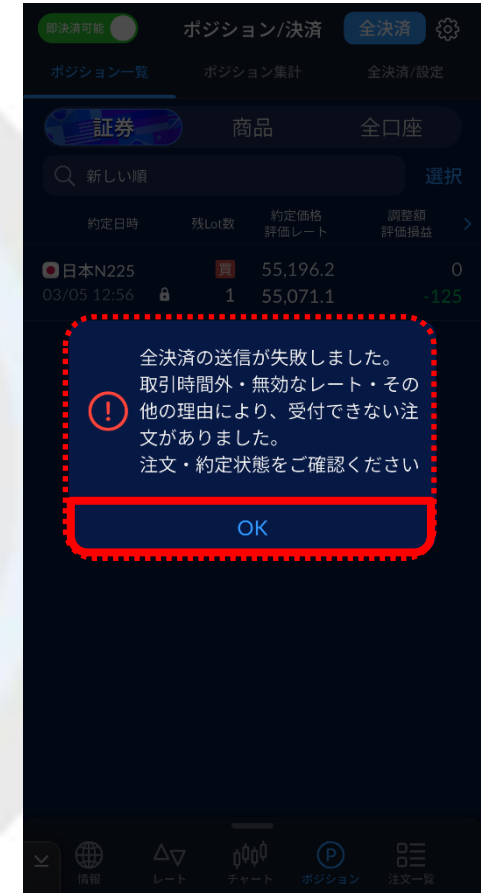 即決済可能 ポジション/決済 全決済
ポジション一覧 ポジション集計 全決済/設定
証券 商品 全口座
新しい順 選択
約定日時 残Lot数 約定価格 調整額
評価レート 評価損益
日本N225 買 55,196.2 0
03/05 12:56 1 55,071.1 -125
全決済の送信が失敗しました。
取引時間外・無効なレート・その
他の理由により、受付できない注
文がありました。
注文・約定状態をご確認ください
OK
情報 レート チャート ポジション 注文一覧